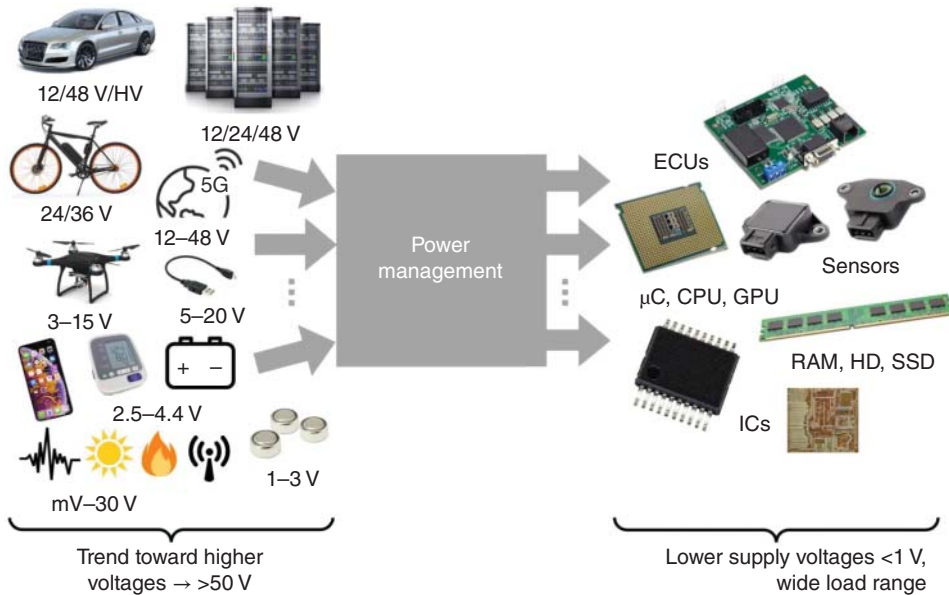 12/48 V/HV
12/24/48 V
24/36 V
5G
12–48 V
3–15 V
5–20 V
+ −
2.5–4.4 V
1–3 V
mV–30 V
Trend toward higher
voltages → >50 V
Power
management
ECUs
Sensors
μC, CPU, GPU
RAM, HD, SSD
ICs
Lower supply voltages <1 V,
wide load range